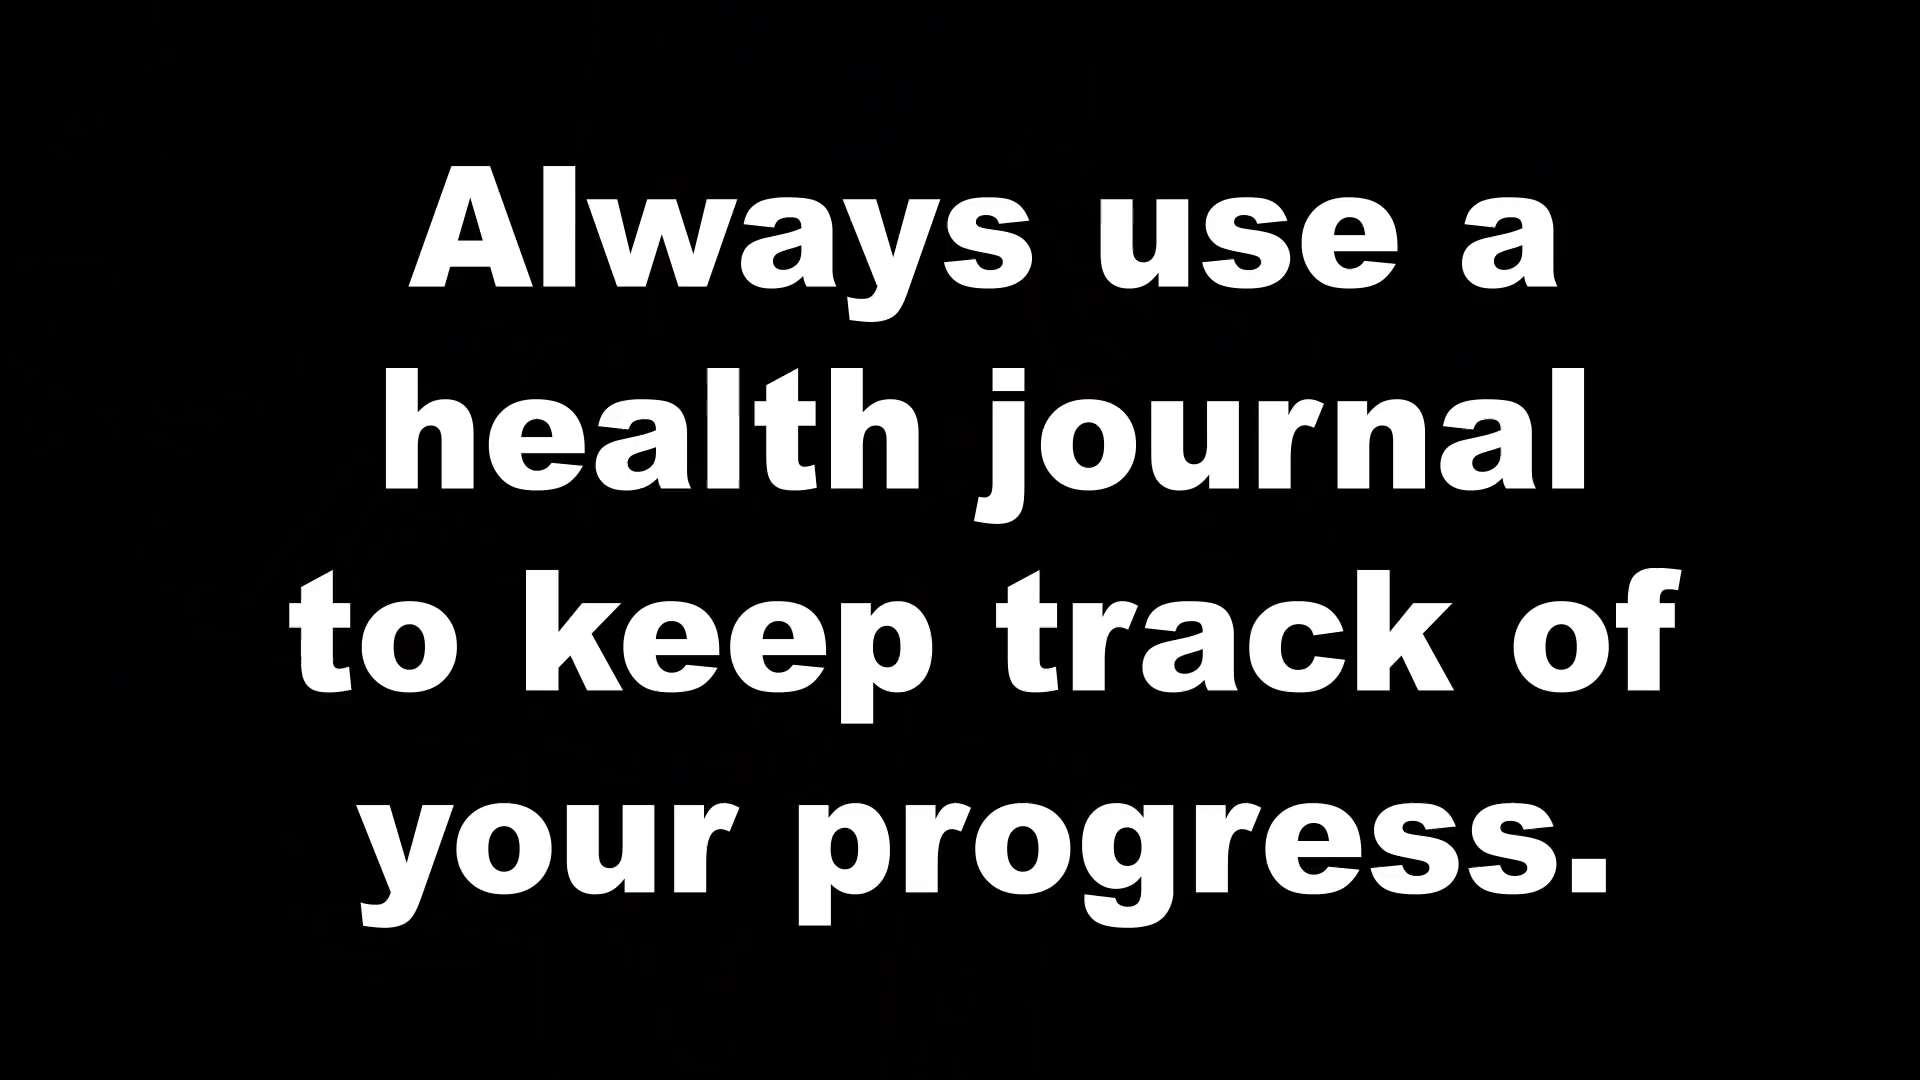 Always use a
health journal
to keep track of
your progress.